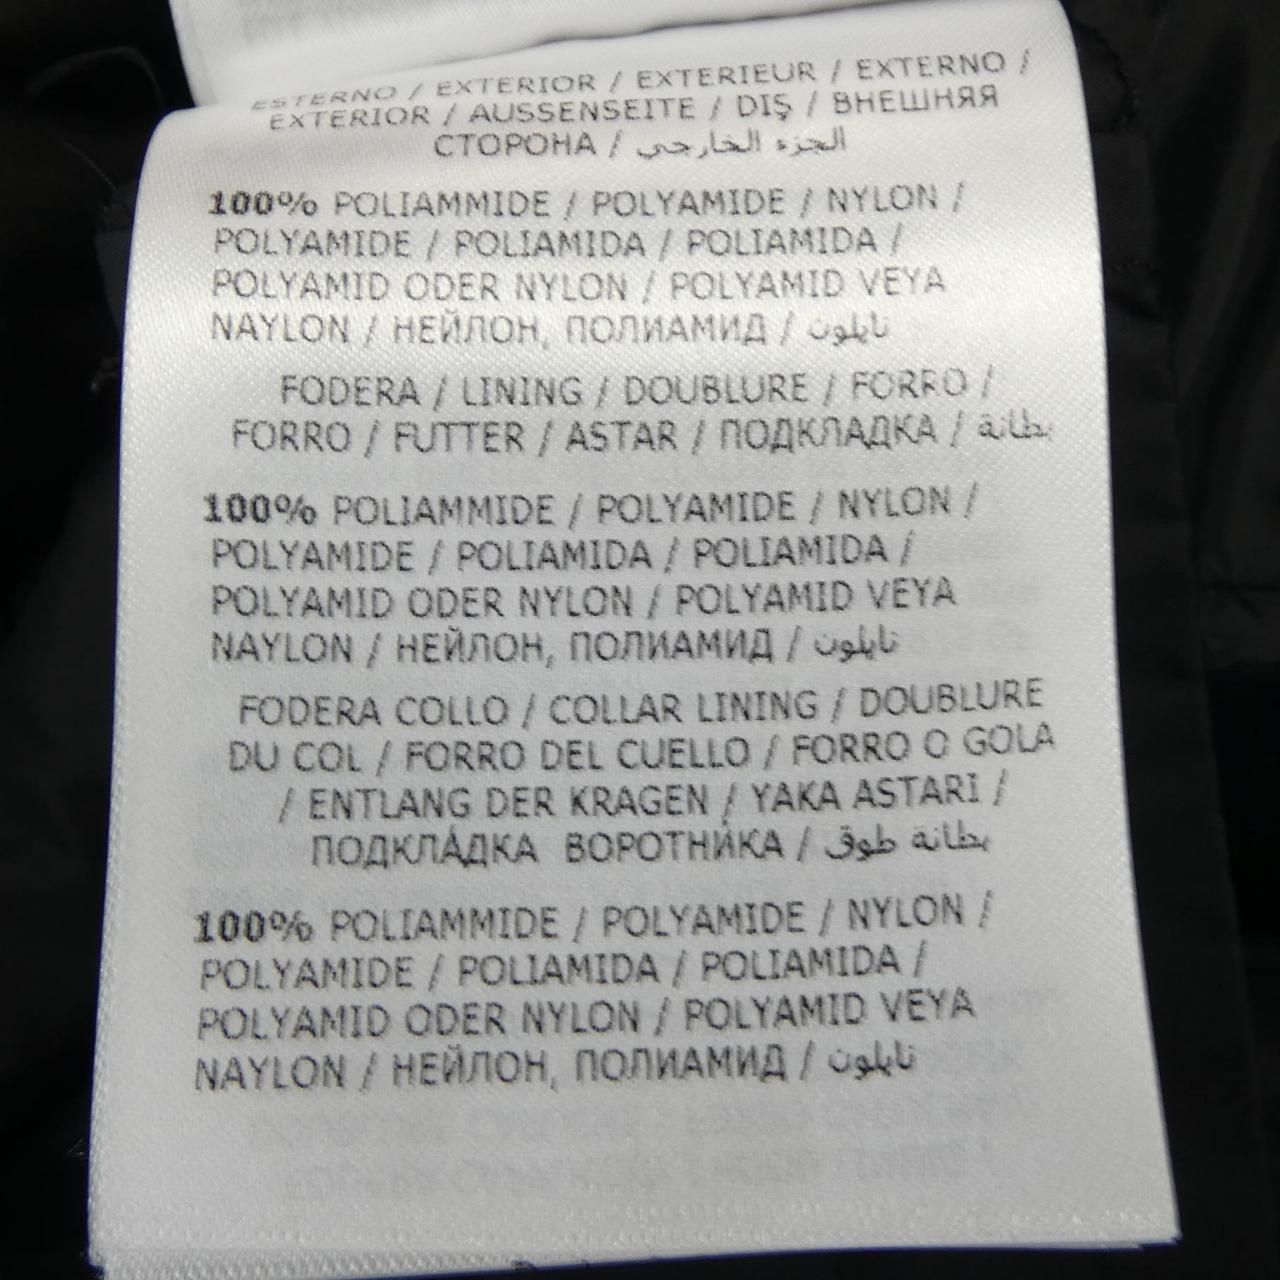 ESTERNO / EXTERIOR / EXTERIEUR / EXTERNO /
EXTERIOR / AUSSENSEITE / DIŞ / ВНЕШНЯЯ
СТОРОНА / الجزء الخارجي
100% POLIAMMIDE / POLYAMIDE / NYLON /
POLYAMIDE / POLIAMIDA / POLIAMIDA /
POLYAMID ODER NYLON / POLYAMID VEYA
NAYLON / НЕЙЛОН, ПОЛИАМИД / نايلون
FODERA / LINING / DOUBLURE / FORRO /
FORRO / FUTTER / ASTAR / ПОДКЛАДКА / بطانة
100% POLIAMMIDE / POLYAMIDE / NYLON /
POLYAMIDE / POLIAMIDA / POLIAMIDA /
POLYAMID ODER NYLON / POLYAMID VEYA
NAYLON / НЕЙЛОН, ПОЛИАМИД / نايلون
FODERA COLLO / COLLAR LINING / DOUBLURE
DU COL / FORRO DEL CUELLO / FORRO O GOLA
/ ENTLANG DER KRAGEN / YAKA ASTARI /
ПОДКЛА́ДКА ВОРОТНИ́КА / بطانة طوق
100% POLIAMMIDE / POLYAMIDE / NYLON /
POLYAMIDE / POLIAMIDA / POLIAMIDA /
POLYAMID ODER NYLON / POLYAMID VEYA
NAYLON / НЕЙЛОН, ПОЛИАМИД / نايلون